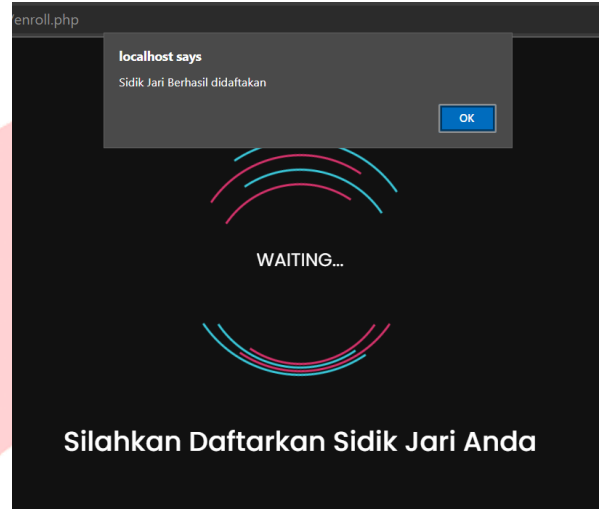 /enroll.php
localhost says
Sidik Jari Berhasil didaftakan
OK
WAITING...
Silahkan Daftarkan Sidik Jari Anda